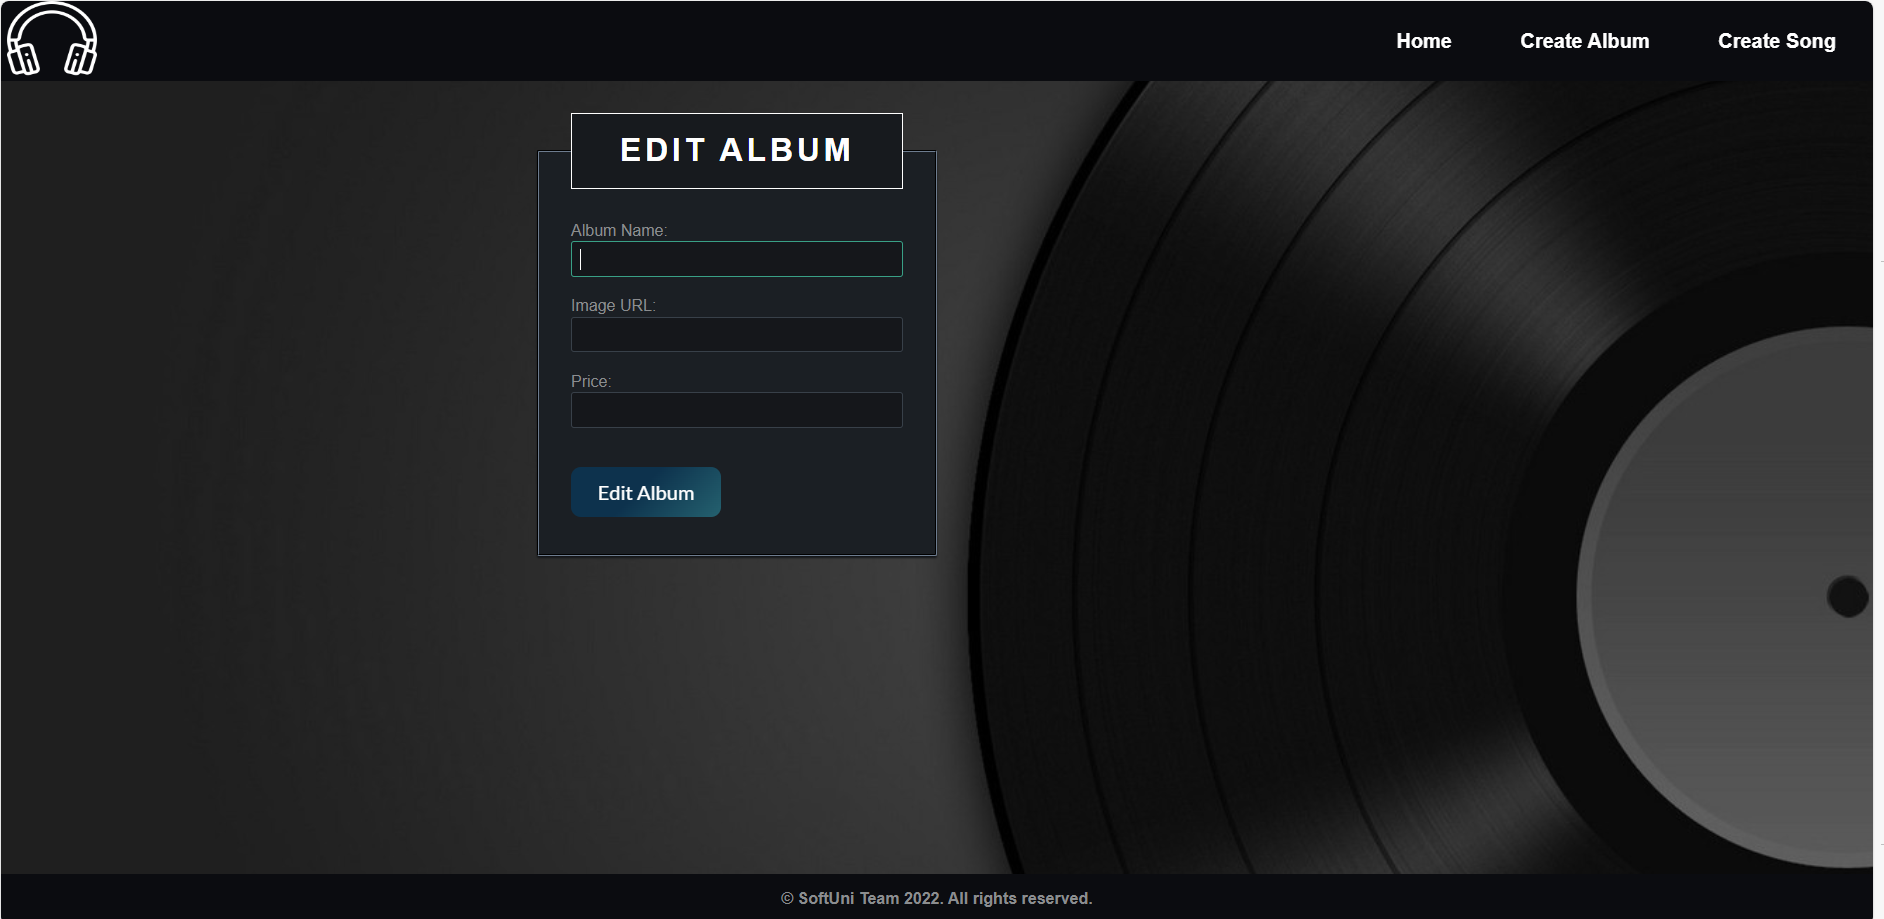 Home Create Album Create Song
EDIT ALBUM
Album Name:
Image URL:
Price:
Edit Album
© SoftUni Team 2022. All rights reserved.